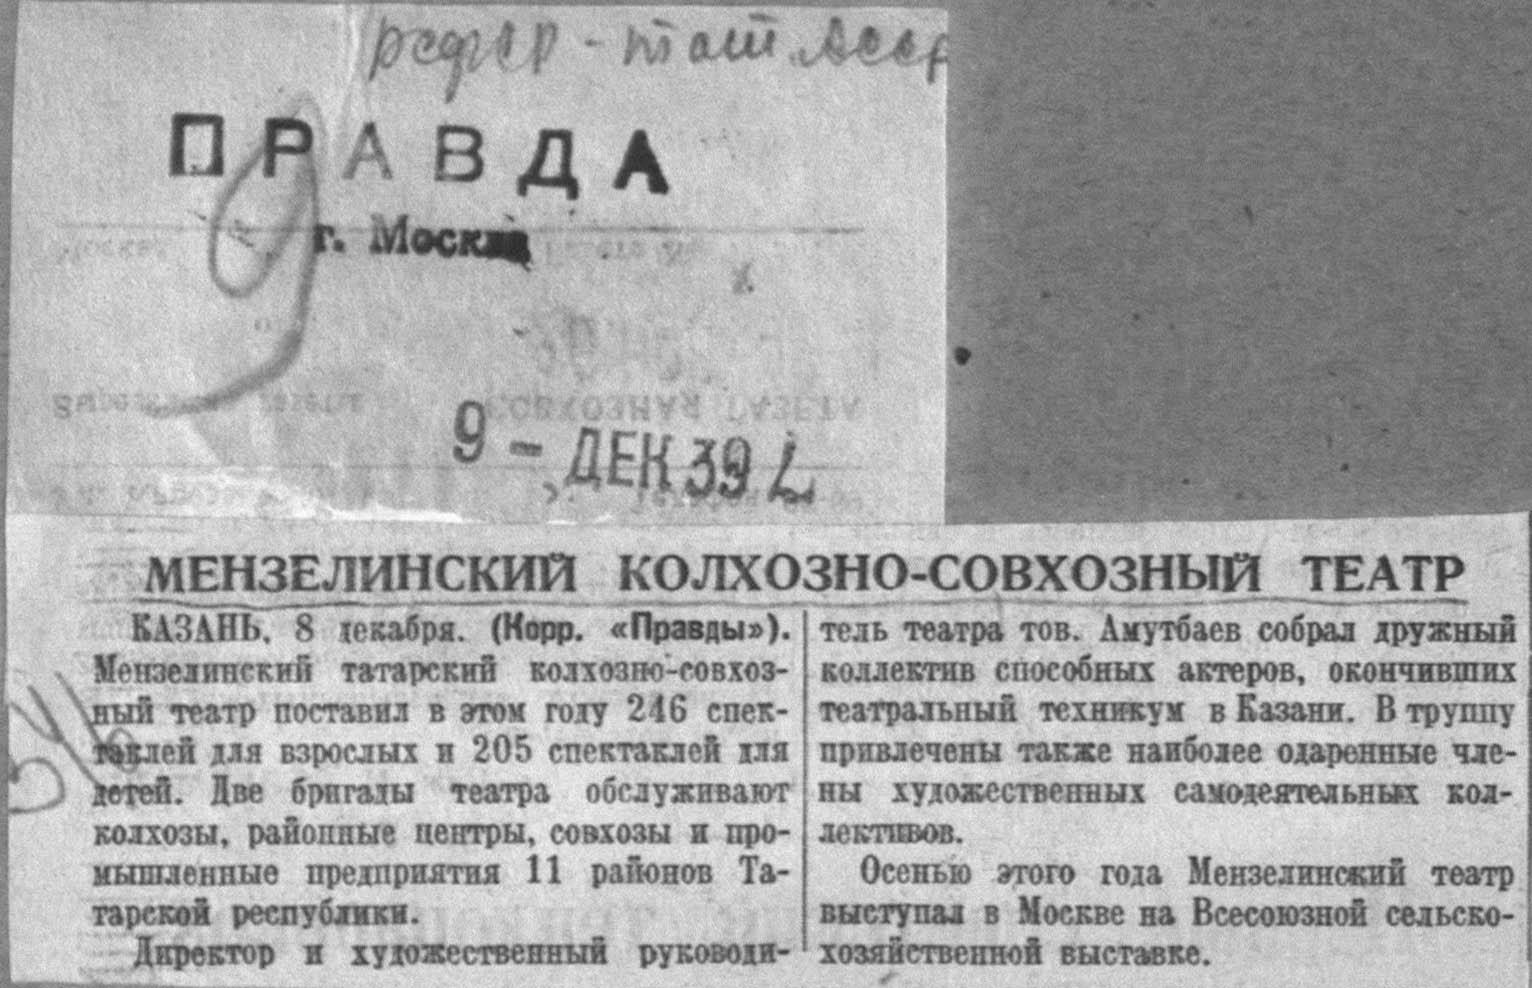 рсфср - тат. АССР
ПРАВДА
г. Москва
9 - ДЕК 39
МЕНЗЕЛИНСКИЙ КОЛХОЗНО-СОВХОЗНЫЙ ТЕАТР
КАЗАНЬ, 8 декабря. (Корр. «Правды»).
Мензелинский татарский колхозно-совхоз-
ный театр поставил в этом году 246 спек-
таклей для взрослых и 205 спектаклей для
детей. Две бригады театра обслуживают
колхозы, районные центры, совхозы и про-
мышленные предприятия 11 районов Та-
тарской республики.
Директор и художественный руководи-
тель театра тов. Амутбаев собрал дружный
коллектив способных актеров, окончивших
театральный техникум в Казани. В труппу
привлечены также наиболее одаренные чле-
ны художественных самодеятельных кол-
лективов.
Осенью этого года Мензелинский театр
выступал в Москве на Всесоюзной сельско-
хозяйственной выставке.